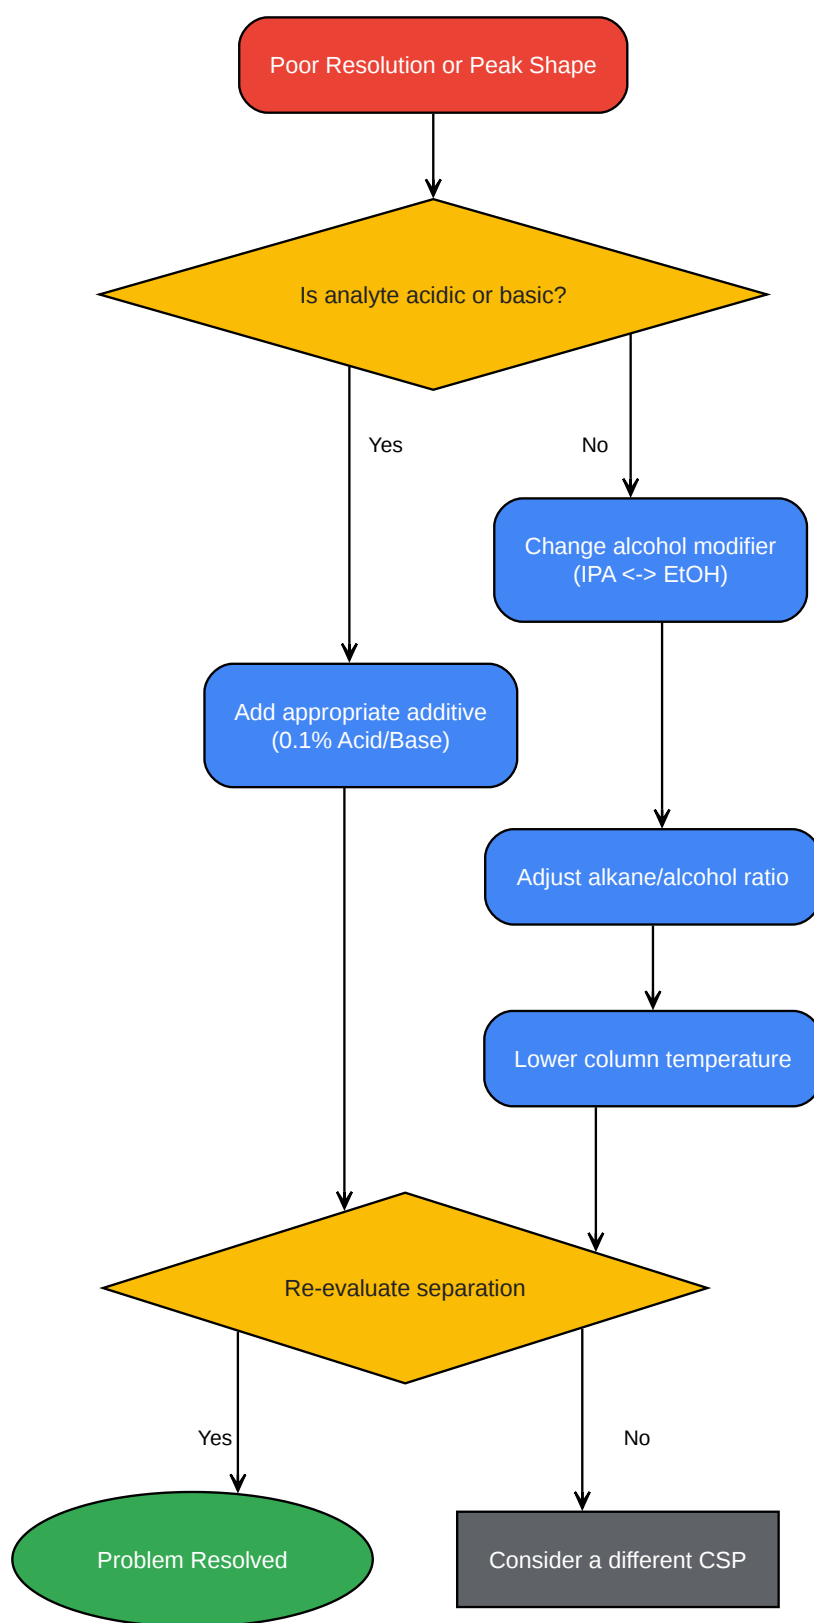 Poor Resolution or Peak Shape
Is analyte acidic or basic?
Yes
No
Change alcohol modifier
(IPA <-> EtOH)
Add appropriate additive
(0.1% Acid/Base)
Adjust alkane/alcohol ratio
Lower column temperature
Re-evaluate separation
Yes
No
Problem Resolved
Consider a different CSP